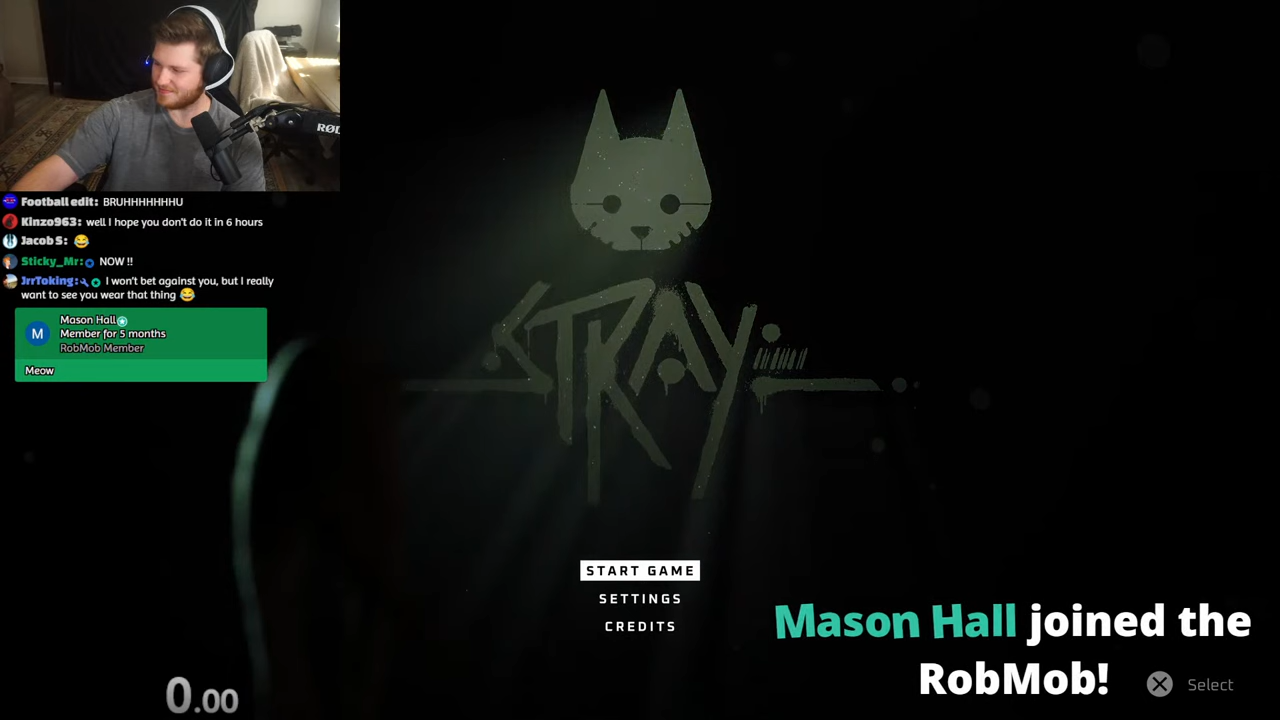 RØD
Football edit: BRUHHHHHHU
Kinzo963: well I hope you don't do it in 6 hours
Jacob S: 😂
Sticky_Mr: NOW !!
JrrToking: I won't bet against you, but I really
want to see you wear that thing 😂
M
Mason Hall
Member for 5 months
RobMob Member
Meow
STRAY
START GAME
SETTINGS
CREDITS
Mason Hall joined the
RobMob!
Select
0.00